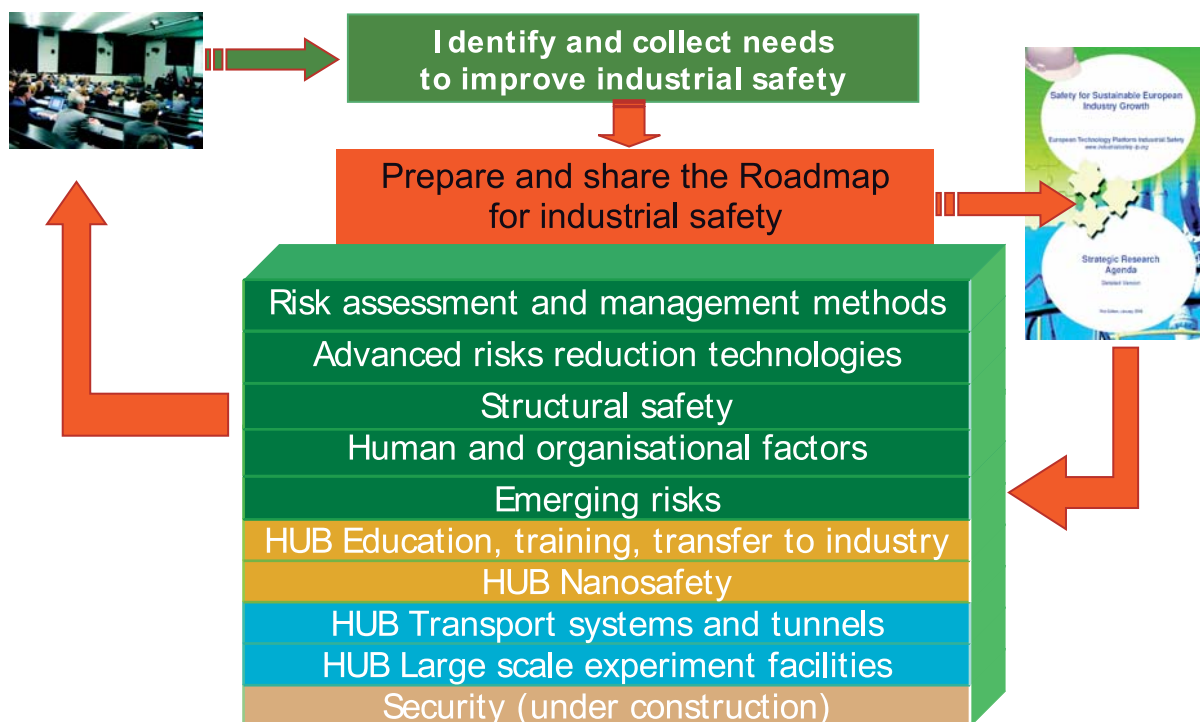 Identify and collect needs
to improve industrial safety
Prepare and share the Roadmap
for industrial safety
Safety for Sustainable European
Industry Growth
European Technology Platform Industrial Safety
Strategic Research
Agenda
Detailed Version
Risk assessment and management methods
Advanced risks reduction technologies
Structural safety
Human and organisational factors
Emerging risks
HUB Education, training, transfer to industry
HUB Nanosafety
HUB Transport systems and tunnels
HUB Large scale experiment facilities
Security (under construction)